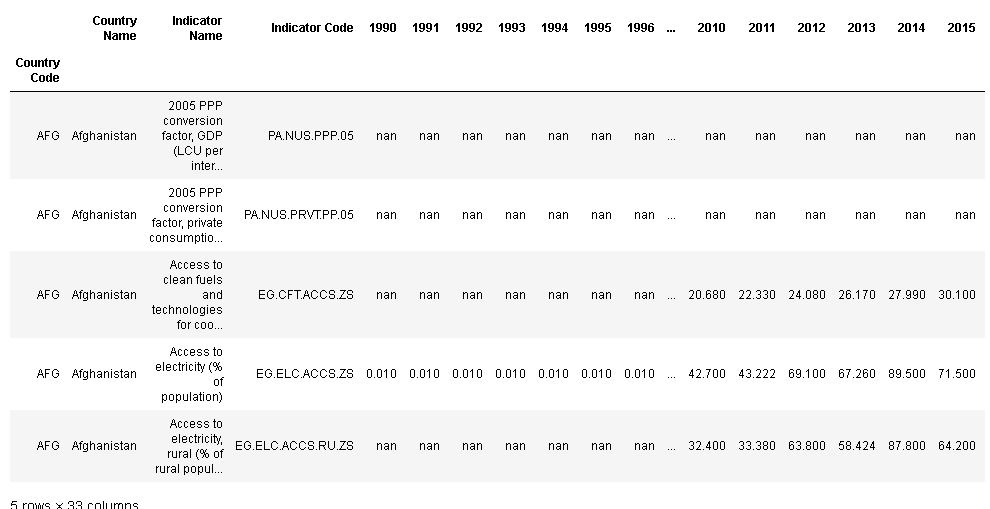 Country Name Indicator Name Indicator Code 1990 1991 1992 1993 1994 1995 1996 ... 2010 2011 2012 2013 2014 2015
Country Code
AFG Afghanistan 2005 PPP conversion factor, GDP (LCU per inter... PA.NUS.PPP.05 nan nan nan nan nan nan nan ... nan nan nan nan nan nan
AFG Afghanistan 2005 PPP conversion factor, private consumptio... PA.NUS.PRVT.PP.05 nan nan nan nan nan nan nan ... nan nan nan nan nan nan
AFG Afghanistan Access to clean fuels and technologies for coo... EG.CFT.ACCS.ZS nan nan nan nan nan nan nan ... 20.680 22.330 24.080 26.170 27.990 30.100
AFG Afghanistan Access to electricity (% of population) EG.ELC.ACCS.ZS 0.010 0.010 0.010 0.010 0.010 0.010 0.010 ... 42.700 43.222 69.100 67.260 89.500 71.500
AFG Afghanistan Access to electricity, rural (% of rural popul... EG.ELC.ACCS.RU.ZS nan nan nan nan nan nan nan ... 32.400 33.380 63.800 58.424 87.800 64.200
5 rows × 33 columns